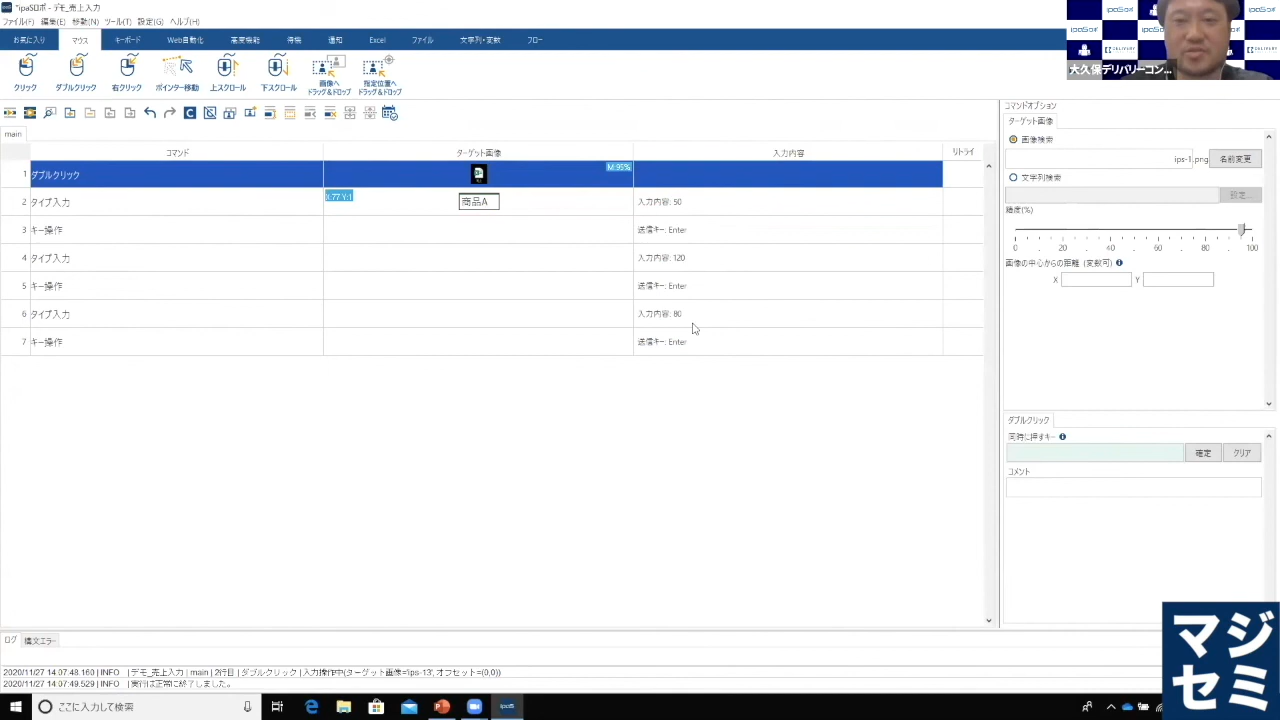 *ipaSロボ - デモ_売上入力
ファイル(F) 編集(E) 移動(N) ツール(T) 設定(G) ヘルプ(H)
お気に入り マウス キーボード Web自動化 高度機能 待機 通知 Excel ファイル 文字列・変数 フロー
クリック ダブルクリック 右クリック ポインター移動 上スクロール 下スクロール 画像へドラッグ&ドロップ 指定位置へドラッグ&ドロップ
大久保デリバリーコン...
main
コマンド ターゲット画像 入力内容 リトライ
1 ダブルクリック M:95%
2 タイプ入力 X:77 Y:1 商品A 入力内容: 50
3 キー操作 送信キー: Enter
4 タイプ入力 入力内容: 120
5 キー操作 送信キー: Enter
6 タイプ入力 入力内容: 80
7 キー操作 送信キー: Enter
コマンドオプション
ターゲット画像
画像検索
ips-1.png 名前変更
文字列検索
設定...
精度(%)
0 20 40 60 80 100
画像の中心からの距離 (変数可)
X Y
ダブルクリック
同時に押すキー
確定 クリア
コメント
ログ 構文エラー
2020/11/27 14:07:48.160 | INFO | デモ_売上入力 | main | 2行目 | ダブルクリック | 入力操作中(ターゲット画像='ips-13', オフセット=(0,0))
2020/11/27 14:07:49.529 | INFO | 実行は正常に終了しました。
マジ
セミ
ここに入力して検索
ipaS